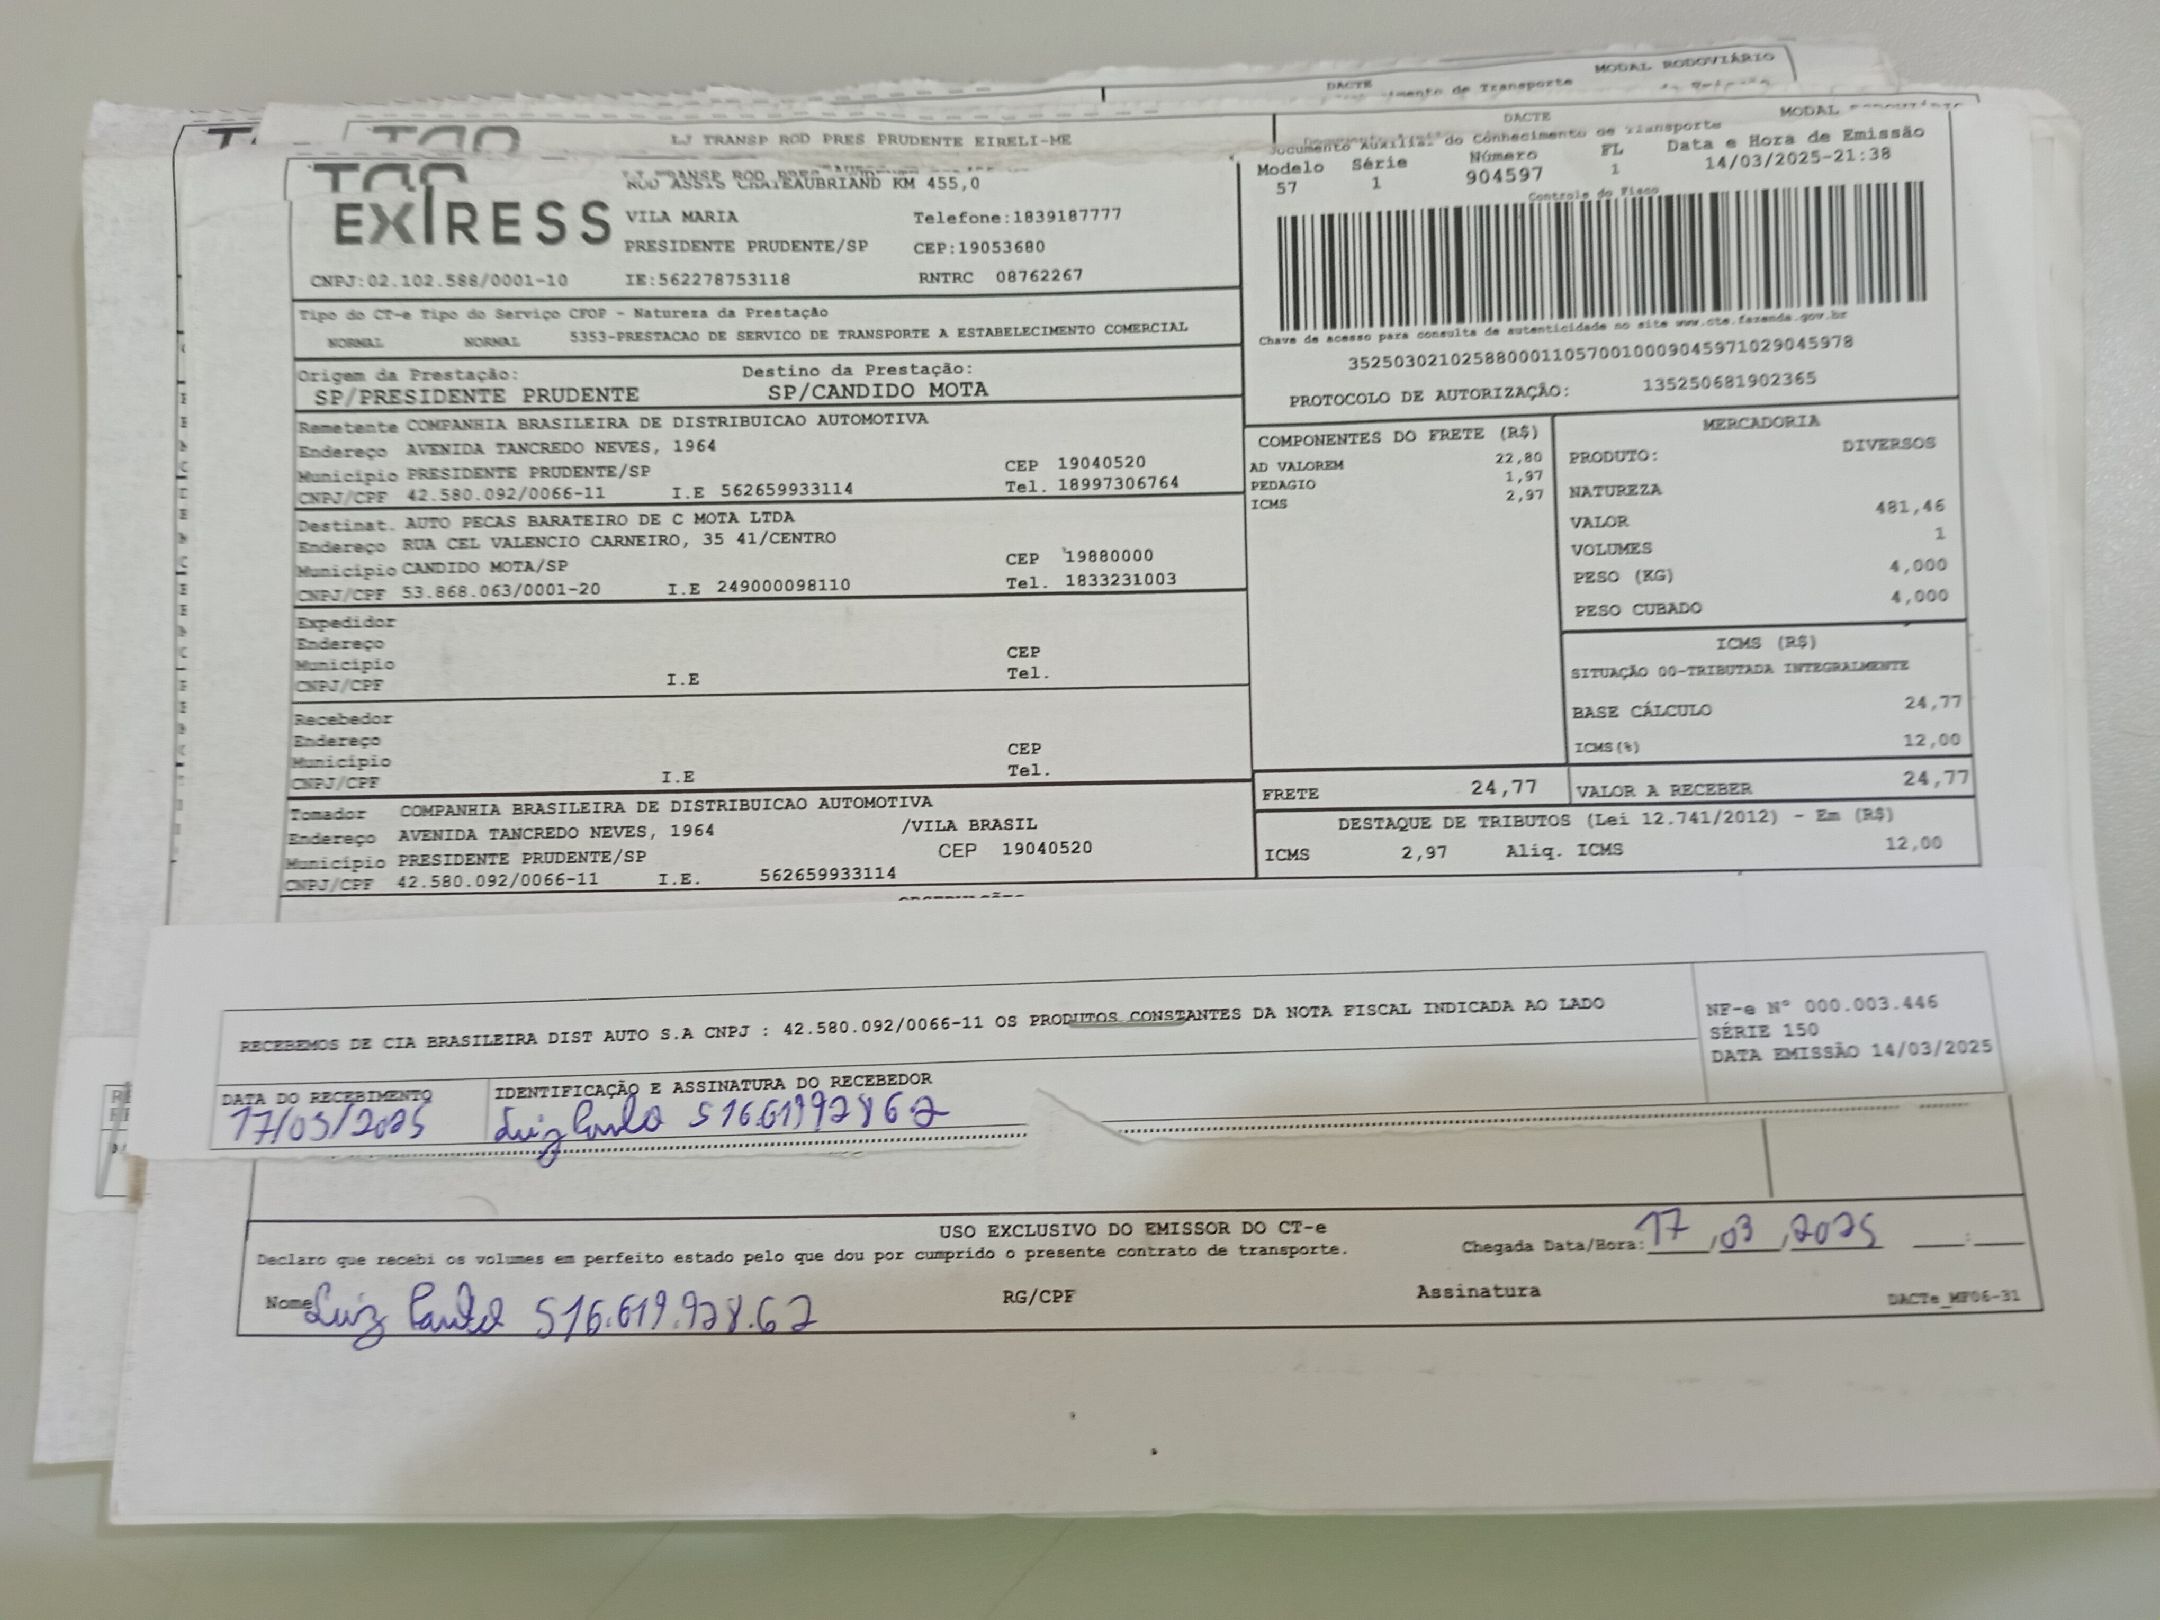 MODAL RODOVIÁRIO
DACTE
LJ TRANSP ROD PRES PRUDENTE EIRELI-ME
DACTE
MODAL
Documento Auxiliar do Conhecimento de Transporte
Modelo Série Número FL Data e Hora de Emissão
57 1 904597 1 14/03/2025-21:38
Controle do Fisco
ROD ASSIS CHATEAUBRIAND KM 455,0
VILA MARIA Telefone:1839187777
PRESIDENTE PRUDENTE/SP CEP:19053680
CNPJ:02.102.588/0001-10 IE:562278753118 RNTRC 08762267
Tipo do CT-e Tipo do Serviço CFOP - Natureza da Prestação
NORMAL NORMAL 5353-PRESTACAO DE SERVICO DE TRANSPORTE A ESTABELECIMENTO COMERCIAL
Chave de acesso para consulta de autenticidade no site www.cte.fazenda.gov.br
35250302102588000110570010009045971029045978
PROTOCOLO DE AUTORIZAÇÃO: 135250681902365
Origem da Prestação: Destino da Prestação:
SP/PRESIDENTE PRUDENTE SP/CANDIDO MOTA
Remetente COMPANHIA BRASILEIRA DE DISTRIBUICAO AUTOMOTIVA
Endereço AVENIDA TANCREDO NEVES, 1964
Município PRESIDENTE PRUDENTE/SP CEP 19040520
CNPJ/CPF 42.580.092/0066-11 I.E 562659933114 Tel. 18997306764
Destinat. AUTO PECAS BARATEIRO DE C MOTA LTDA
Endereço RUA CEL VALENCIO CARNEIRO, 35 41/CENTRO
Município CANDIDO MOTA/SP CEP 19880000
CNPJ/CPF 53.868.063/0001-20 I.E 249000098110 Tel. 1833231003
Expedidor
Endereço
Município CEP
CNPJ/CPF I.E Tel.
Recebedor
Endereço
Município CEP
CNPJ/CPF I.E Tel.
Tomador COMPANHIA BRASILEIRA DE DISTRIBUICAO AUTOMOTIVA
Endereço AVENIDA TANCREDO NEVES, 1964 /VILA BRASIL
Município PRESIDENTE PRUDENTE/SP CEP 19040520
CNPJ/CPF 42.580.092/0066-11 I.E. 562659933114
COMPONENTES DO FRETE (R$)
AD VALOREM 22,80
PEDAGIO 1,97
ICMS 2,97
MERCADORIA
PRODUTO: DIVERSOS
NATUREZA
VALOR 481,46
VOLUMES 1
PESO (KG) 4,000
PESO CUBADO 4,000
ICMS (R$)
SITUAÇÃO 00-TRIBUTADA INTEGRALMENTE
BASE CÁLCULO 24,77
ICMS(%) 12,00
FRETE 24,77 VALOR A RECEBER 24,77
DESTAQUE DE TRIBUTOS (Lei 12.741/2012) - Em (R$)
ICMS 2,97 Aliq. ICMS 12,00
RECEBEMOS DE CIA BRASILEIRA DIST AUTO S.A CNPJ : 42.580.092/0066-11 OS PRODUTOS CONSTANTES DA NOTA FISCAL INDICADA AO LADO
NF-e Nº 000.003.446
SÉRIE 150
DATA EMISSÃO 14/03/2025
DATA DO RECEBIMENTO IDENTIFICAÇÃO E ASSINATURA DO RECEBEDOR
17/03/2025 Luiz Paulo 516.619.928 62
USO EXCLUSIVO DO EMISSOR DO CT-e
Declaro que recebi os volumes em perfeito estado pelo que dou por cumprido o presente contrato de transporte.
Chegada Data/Hora: 17 / 03 / 2025
Nome Luiz Paulo 516.619.928.62 RG/CPF Assinatura
DACTe_MF06-31